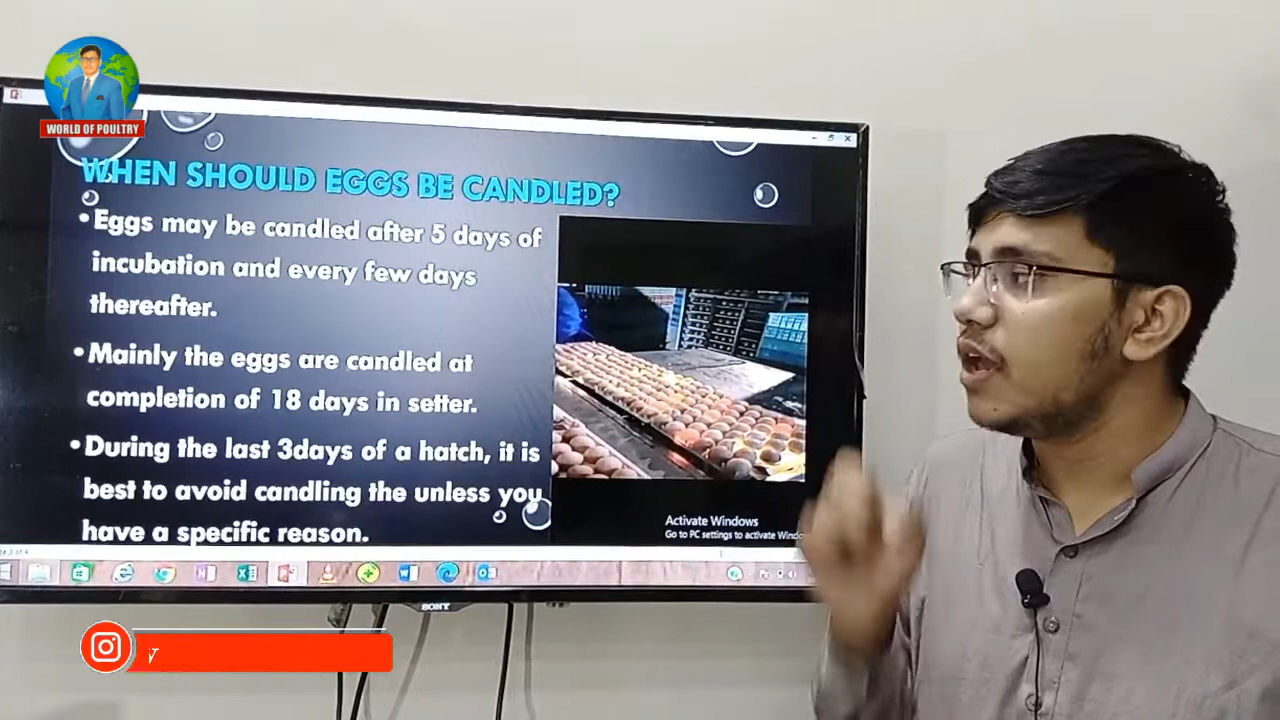 WORLD OF POULTRY
WHEN SHOULD EGGS BE CANDLED?
• Eggs may be candled after 5 days of
incubation and every few days
thereafter.
• Mainly the eggs are candled at
completion of 18 days in setter.
• During the last 3days of a hatch, it is
best to avoid candling the unless you
have a specific reason.
Activate Windows
Go to PC settings to activate Windo
SONY